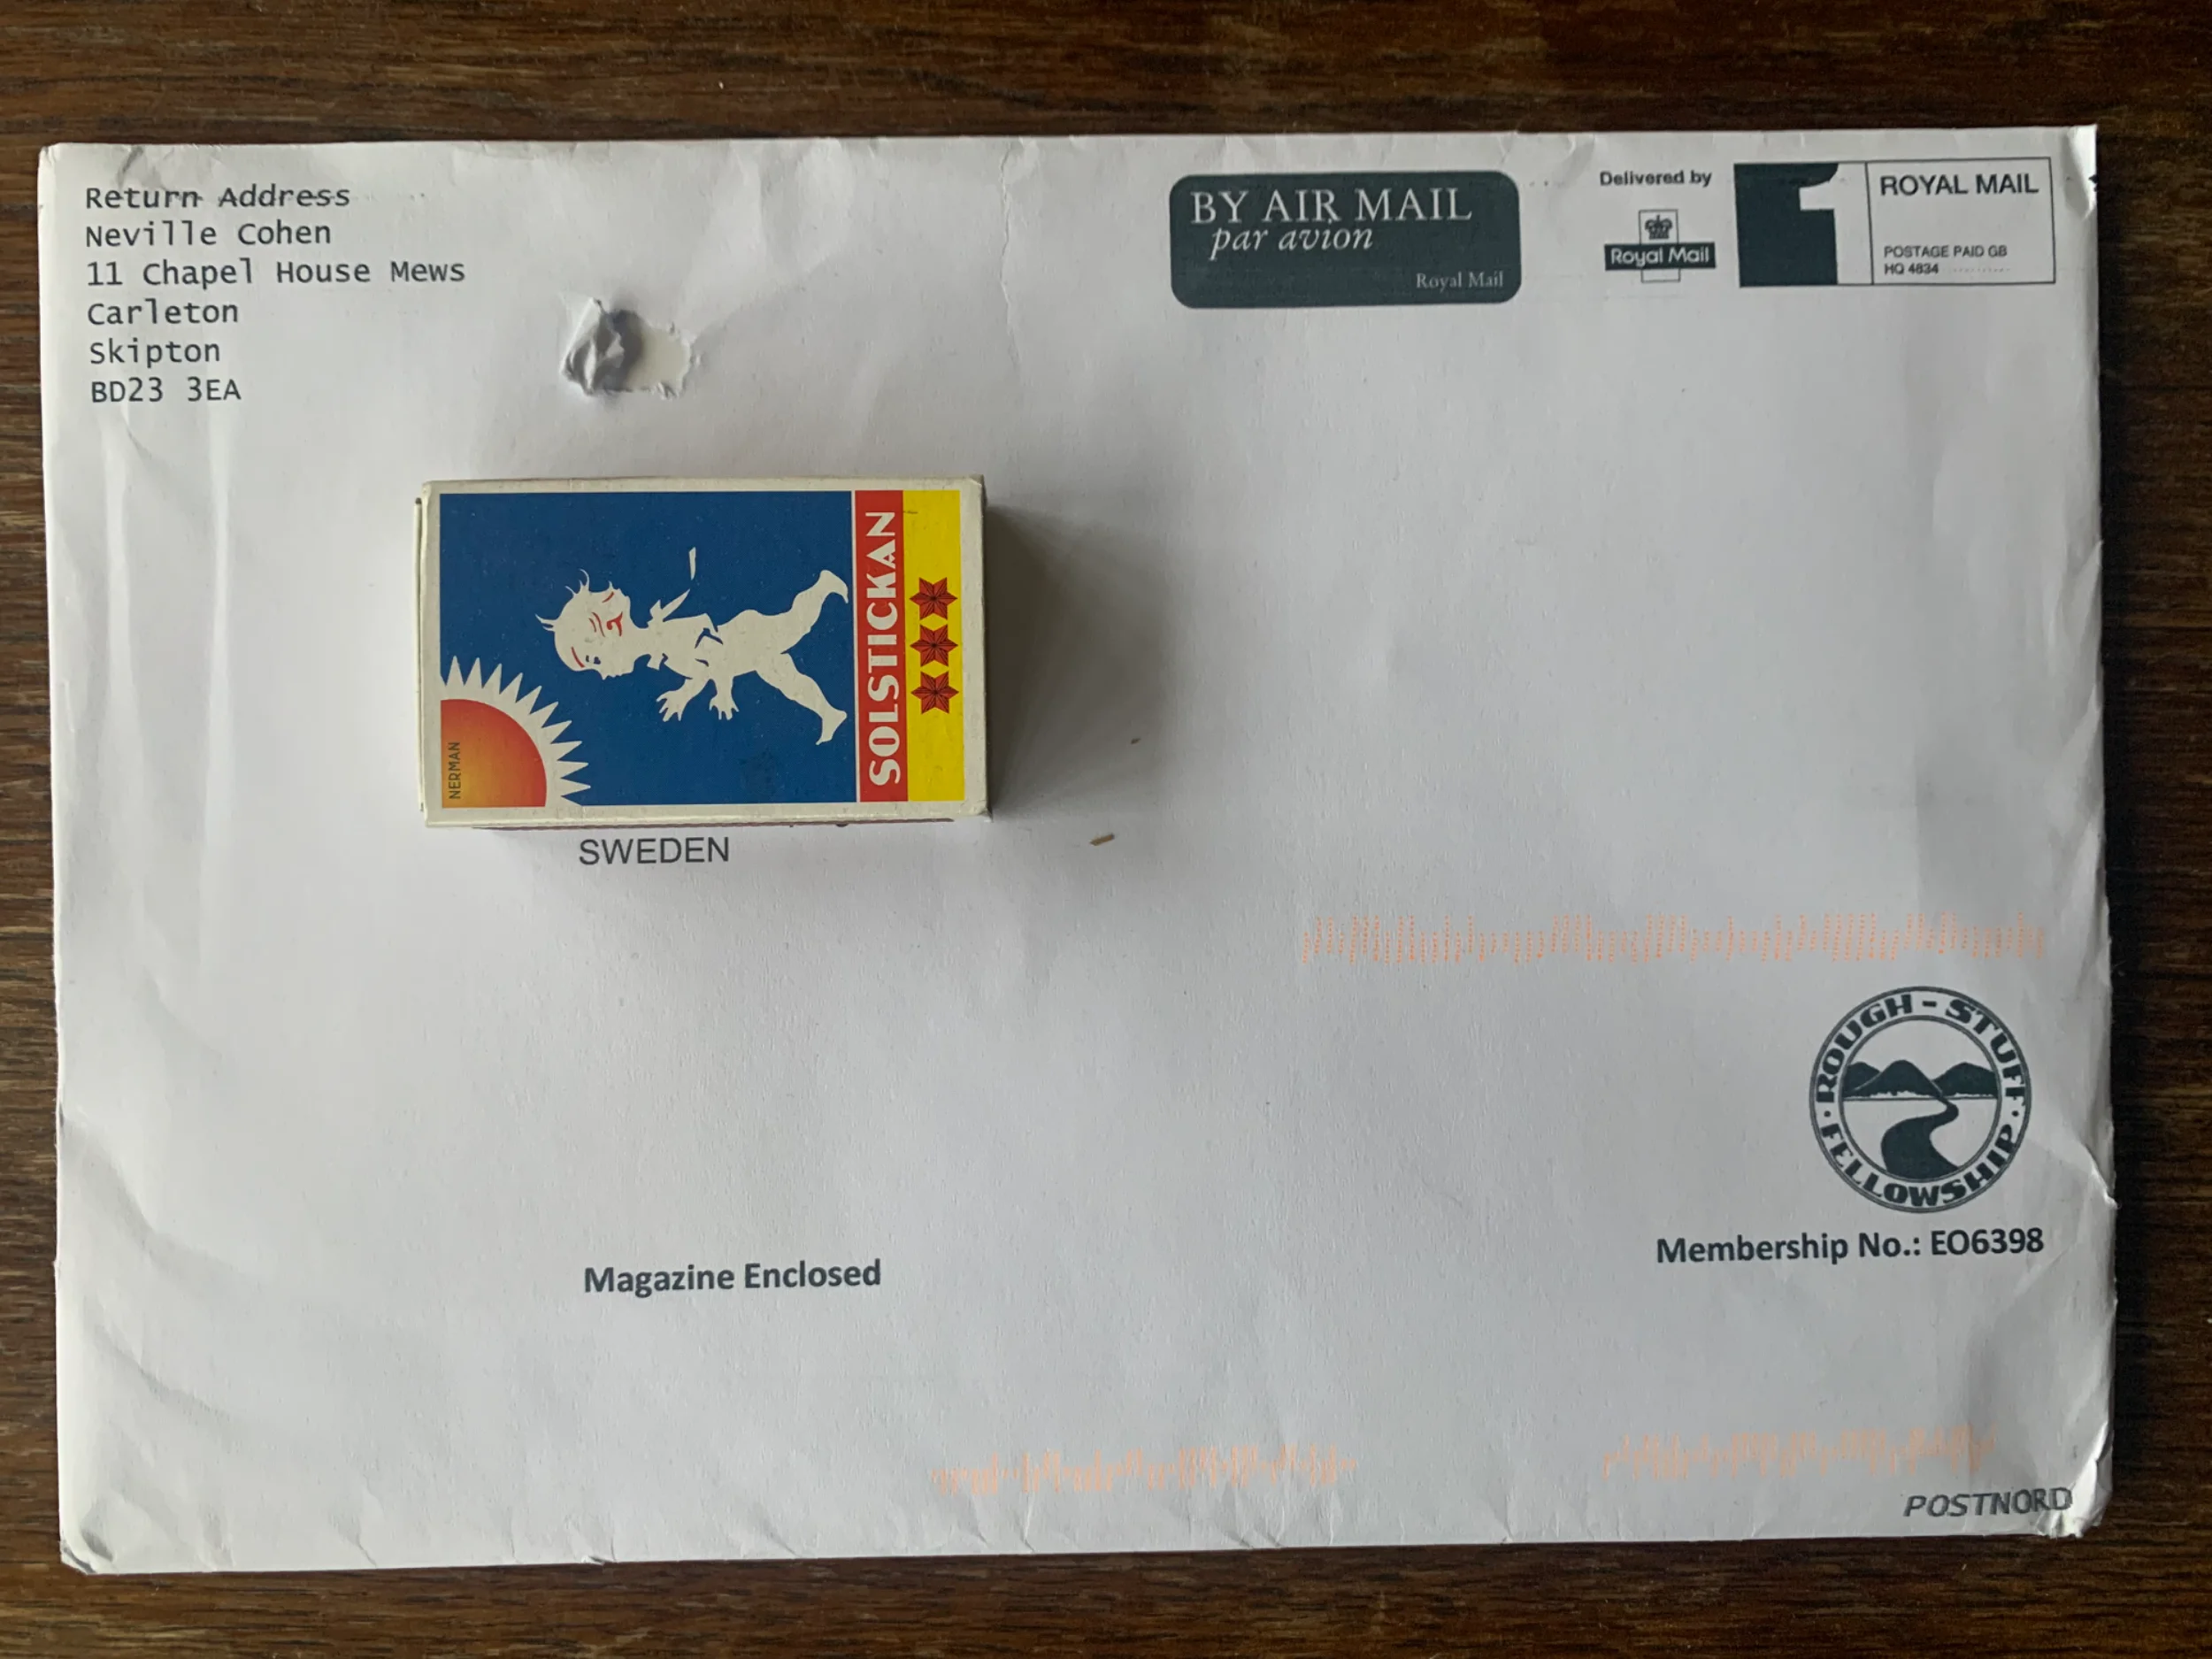 Return Address
Neville Cohen
11 Chapel House Mews
Carleton
Skipton
BD23 3EA
BY AIR MAIL
par avion
Royal Mail
Delivered by
Royal Mail
1
ROYAL MAIL
POSTAGE PAID GB
HQ 4834
NERMAN
SOLSTICKAN
SWEDEN
ROUGH-STUFF
· FELLOWSHIP ·
Membership No.: EO6398
Magazine Enclosed
POSTNORD